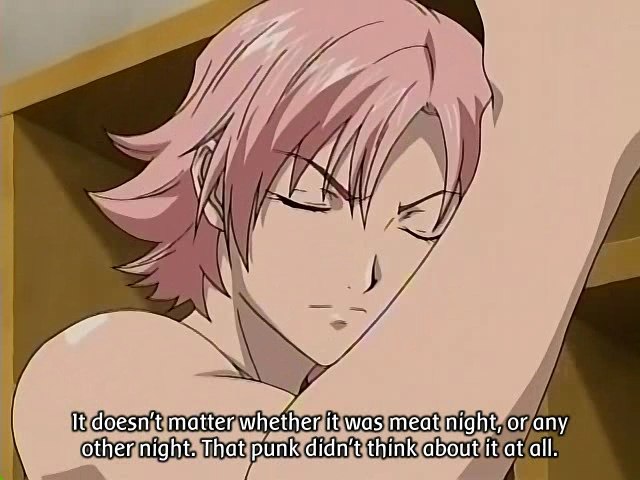 It doesn't matter whether it was meat night, or any
other night. That punk didn't think about it at all.